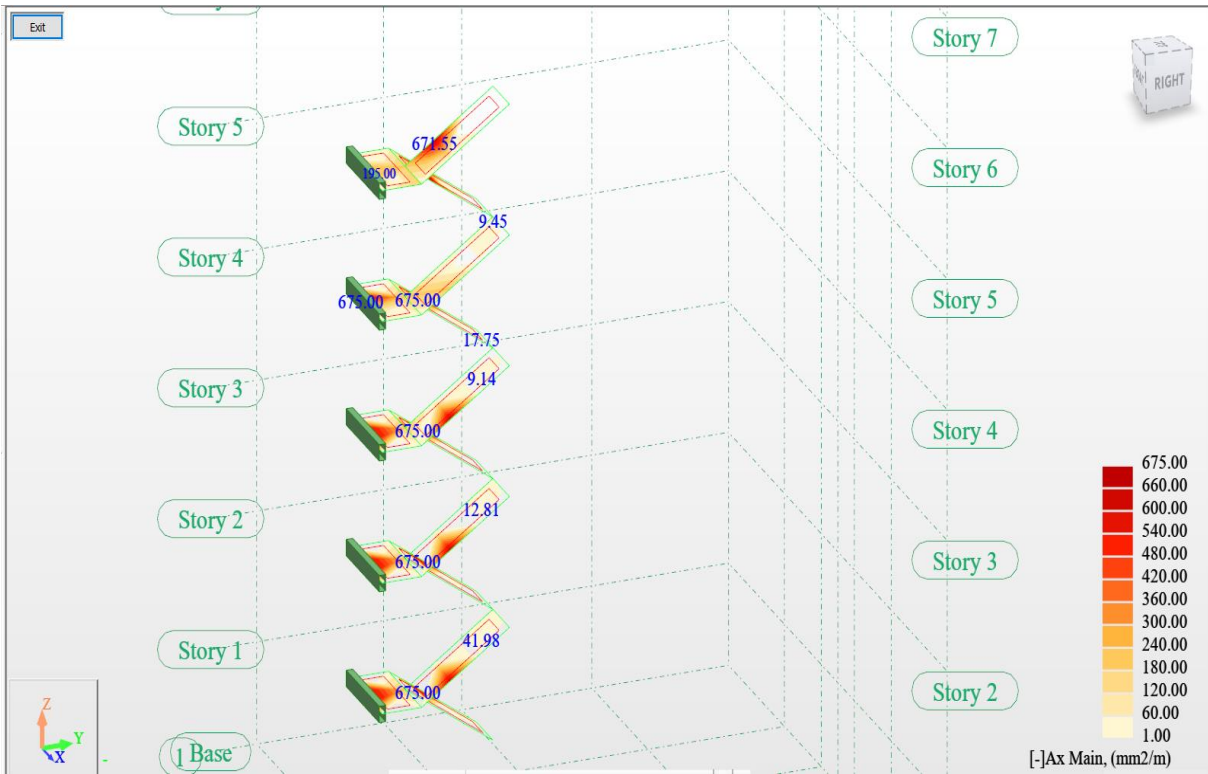 Exit
Story 7
RIGHT
Story 5
671.55
195.00
Story 6
9.45
Story 4
675.00
675.00
Story 5
17.75
Story 3
9.14
675.00
Story 4
Story 2
12.81
675.00
Story 3
Story 1
41.98
675.00
Story 2
1 Base
Z
Y
X
675.00
660.00
600.00
540.00
480.00
420.00
360.00
300.00
240.00
180.00
120.00
60.00
1.00
[-]Ax Main, (mm2/m)